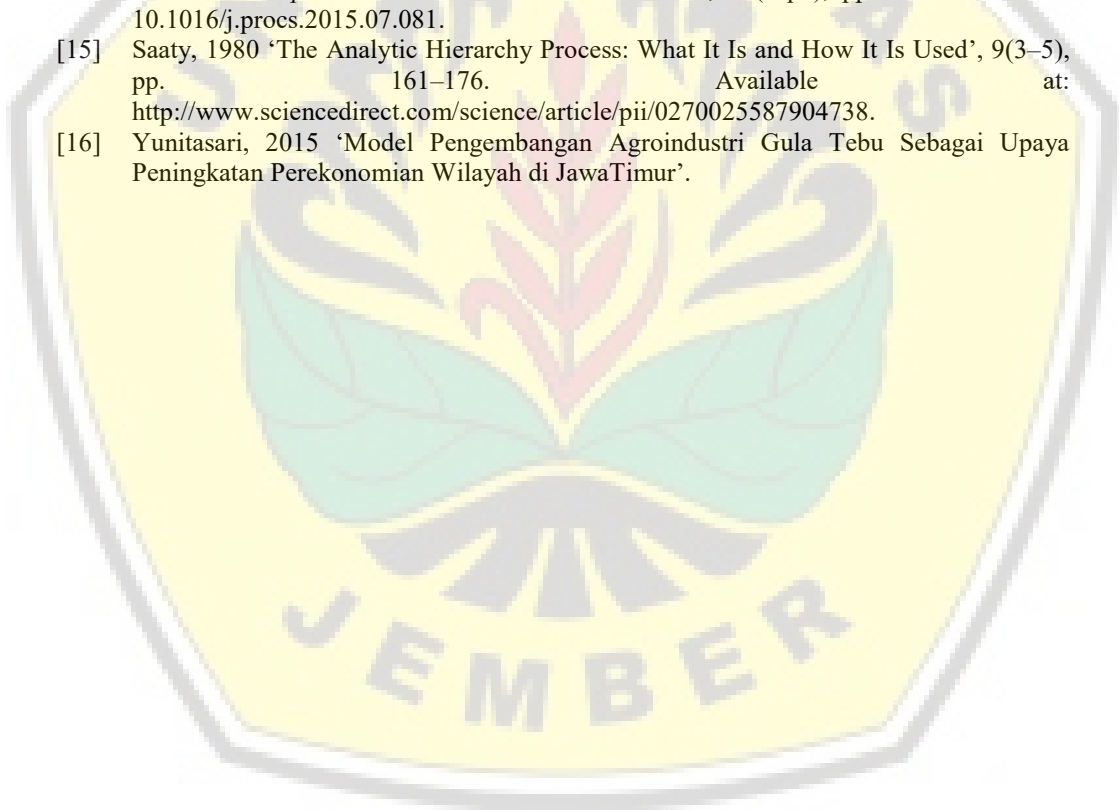 10.1016/j.procs.2015.07.081.
[15] Saaty, 1980 ‘The Analytic Hierarchy Process: What It Is and How It Is Used’, 9(3–5),
pp. 161–176. Available at:
http://www.sciencedirect.com/science/article/pii/0270025587904738.
[16] Yunitasari, 2015 ‘Model Pengembangan Agroindustri Gula Tebu Sebagai Upaya
Peningkatan Perekonomian Wilayah di JawaTimur’.
JEMBER